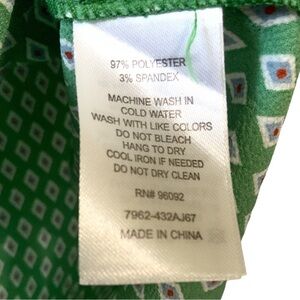 97% POLYESTER
3% SPANDEX
MACHINE WASH IN
COLD WATER
WASH WITH LIKE COLORS
DO NOT BLEACH
HANG TO DRY
COOL IRON IF NEEDED
DO NOT DRY CLEAN
RN# 96092
7962-432AJ67
MADE IN CHINA